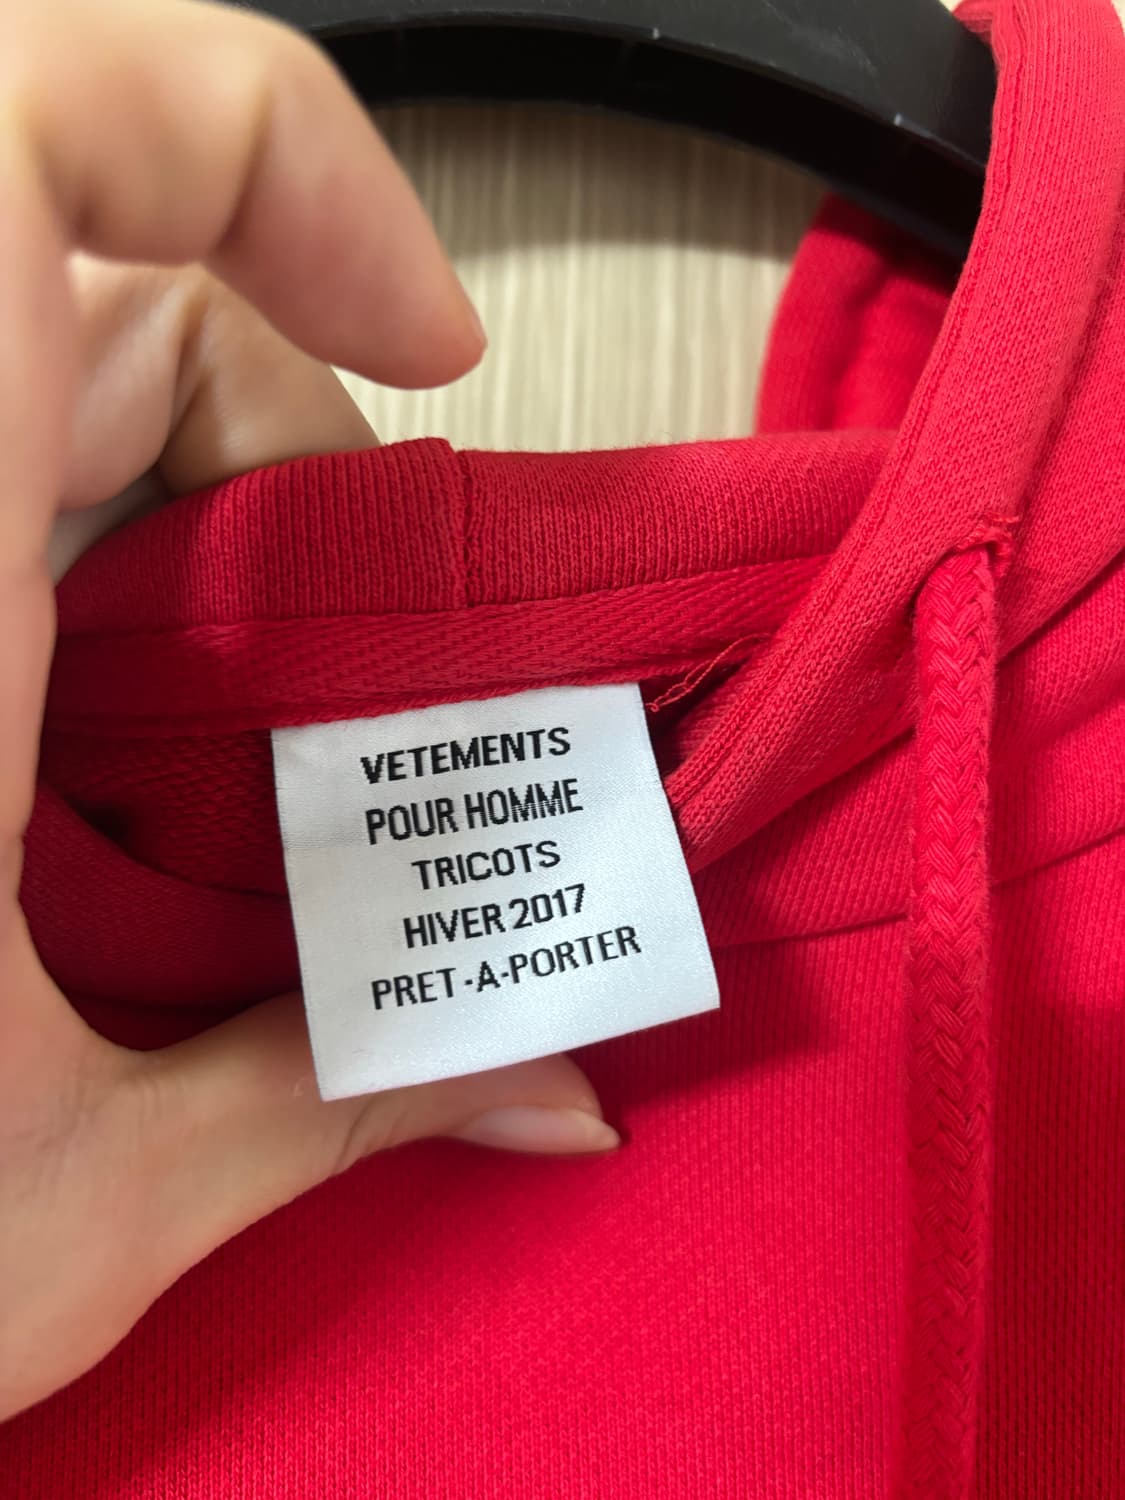 VETEMENTS
POUR HOMME
TRICOTS
HIVER 2017
PRET-A-PORTER